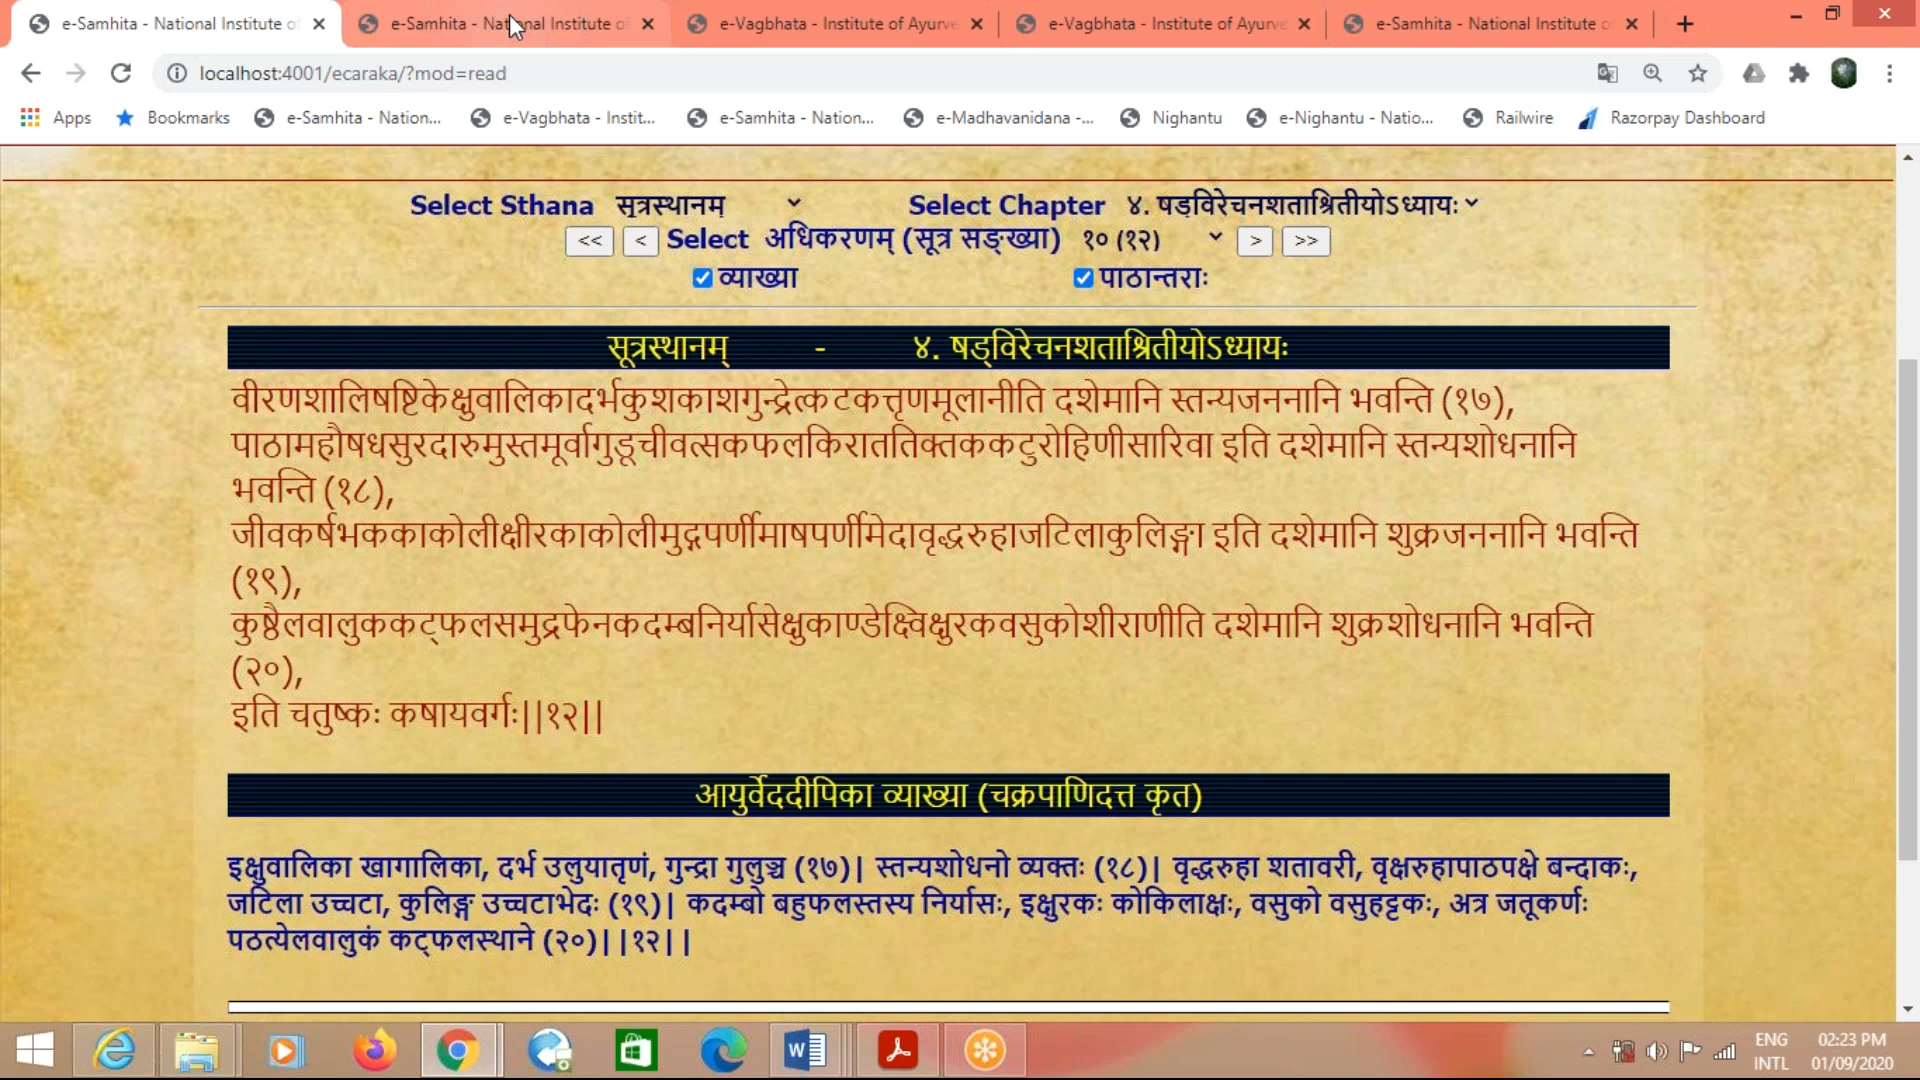 e-Samhita - National Institute o
e-Samhita - National Institute o
e-Vagbhata - Institute of Ayurve
e-Vagbhata - Institute of Ayurve
e-Samhita - National Institute o
localhost:4001/ecaraka/?mod=read
Apps
Bookmarks
e-Samhita - Nation...
e-Vagbhata - Instit...
e-Samhita - Nation...
e-Madhavanidana -...
Nighantu
e-Nighantu - Natio...
Railwire
Razorpay Dashboard
Select Sthana सूत्रस्थानम् Select Chapter ४. षड्विरेचनशताश्रितीयोऽध्यायः
<< < Select अधिकरणम् (सूत्र सङ्ख्या) १० (१२) > >>
व्याख्या पाठान्तराः
सूत्रस्थानम् - ४. षड्विरेचनशताश्रितीयोऽध्यायः
वीरणशालिषष्टिकेक्षुवालिकादर्भकुशकाशगुन्द्रेत्कटकत्तृणमूलानीति दशेमानि स्तन्यजननानि भवन्ति (१७),
पाठामहौषधसुरदारुमुस्तमूर्वागुडूचीवत्सकफलकिराततिक्तककटुरोहिणीसारिवा इति दशेमानि स्तन्यशोधनानि
भवन्ति (१८),
जीवकर्षभककाकोलीक्षीरकाकोलीमुद्गपर्णीमाषपर्णीमेदावृद्धरुहाजटिलाकुलिङ्गा इति दशेमानि शुक्रजननानि भवन्ति
(१९),
कुष्ठैलवालुककट्फलसमुद्रफेनकदम्बनिर्यासेक्षुकाण्डेक्ष्विक्षुरकवसुकोशीराणीति दशेमानि शुक्रशोधनानि भवन्ति
(२०),
इति चतुष्कः कषायवर्गः||१२||
आयुर्वेददीपिका व्याख्या (चक्रपाणिदत्त कृत)
इक्षुवालिका खागालिका, दर्भ उलुयातृणं, गुन्द्रा गुलुञ्च (१७)| स्तन्यशोधनो व्यक्तः (१८)| वृद्धरुहा शतावरी, वृक्षरुहापाठपक्षे बन्दाकः,
जटिला उच्चटा, कुलिङ्ग उच्चटाभेदः (१९)| कदम्बो बहुफलस्तस्य निर्यासः, इक्षुरकः कोकिलाक्षः, वसुको वसुहट्टकः, अत्र जतूकर्णः
पठत्येलवालुकं कट्फलस्थाने (२०)||१२||
ENG 02:23 PM
INTL 01/09/2020